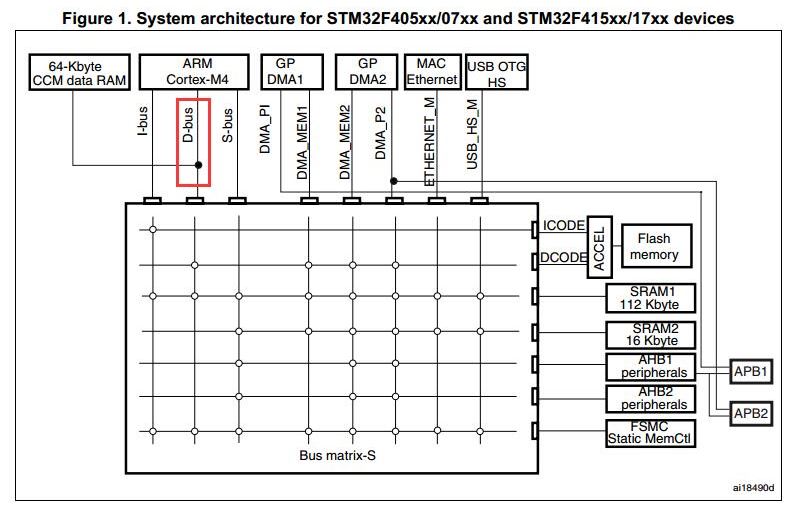 Figure 1. System architecture for STM32F405xx/07xx and STM32F415xx/17xx devices
64-Kbyte
CCM data RAM
ARM
Cortex-M4
GP
DMA1
GP
DMA2
MAC
Ethernet
USB OTG
HS
I-bus
D-bus
S-bus
DMA_PI
DMA_MEM1
DMA_MEM2
DMA_P2
ETHERNET_M
USB_HS_M
ICODE
DCODE
ACCEL
Flash
memory
SRAM1
112 Kbyte
SRAM2
16 Kbyte
AHB1
peripherals
AHB2
peripherals
FSMC
Static MemCtl
APB1
APB2
Bus matrix-S
ai18490d